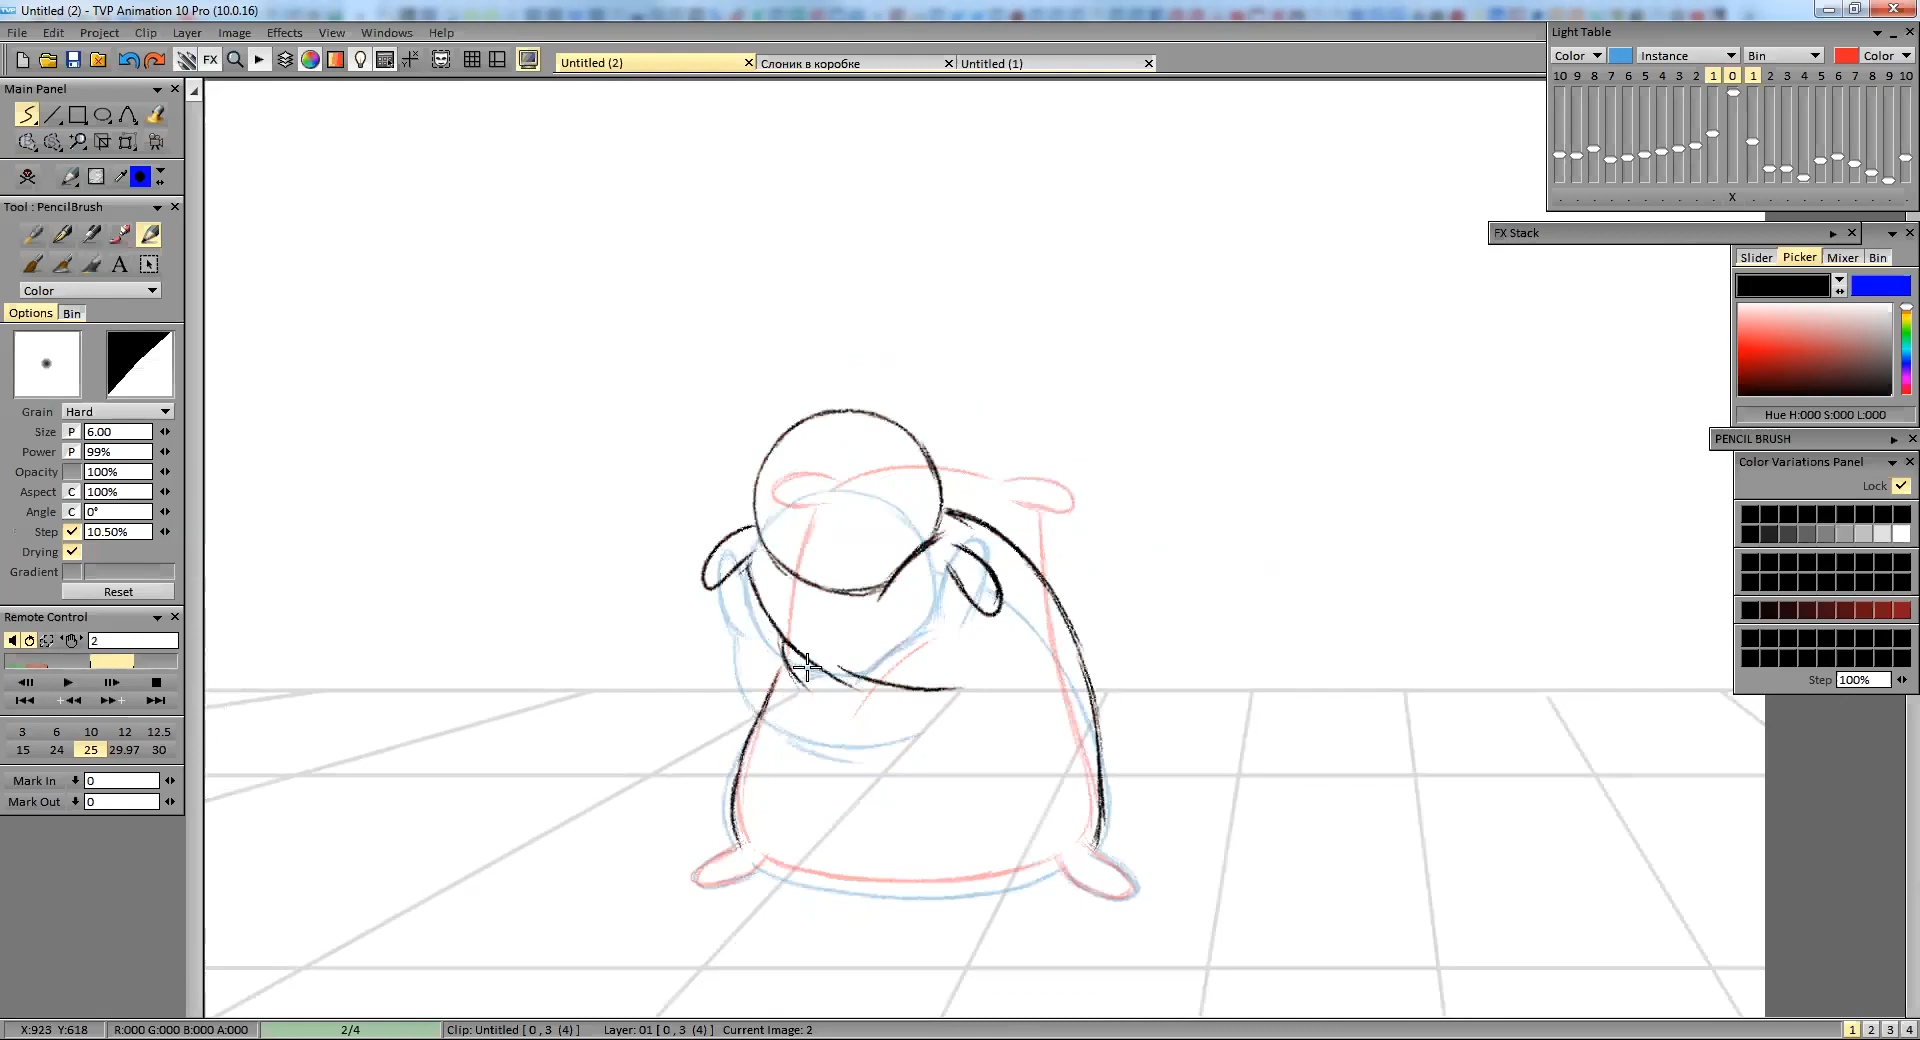 Untitled (2) - TVP Animation 10 Pro (10.0.16)
File Edit Project Clip Layer Image Effects View Windows Help
FX
Untitled (2) Слоник в коробке Untitled (1)
Main Panel
Tool : PencilBrush
A
Color
Options Bin
Grain Hard
Size P 6.00
Power P 99%
Opacity 100%
Aspect C 100%
Angle C 0°
Step 10.50%
Drying
Gradient
Reset
Remote Control
2
3 6 10 12 12.5
15 24 25 29.97 30
Mark In 0
Mark Out 0
Light Table
Color Instance Bin Color
10 9 8 7 6 5 4 3 2 1 0 1 2 3 4 5 6 7 8 9 10
X
FX Stack
Slider Picker Mixer Bin
Hue H:000 S:000 L:000
PENCIL BRUSH
Color Variations Panel
Lock
Step 100%
X:923 Y:618 R:000 G:000 B:000 A:000 2/4 Clip: Untitled [ 0 , 3 (4) ] Layer: 01 [ 0 , 3 (4) ] Current Image: 2 1 2 3 4